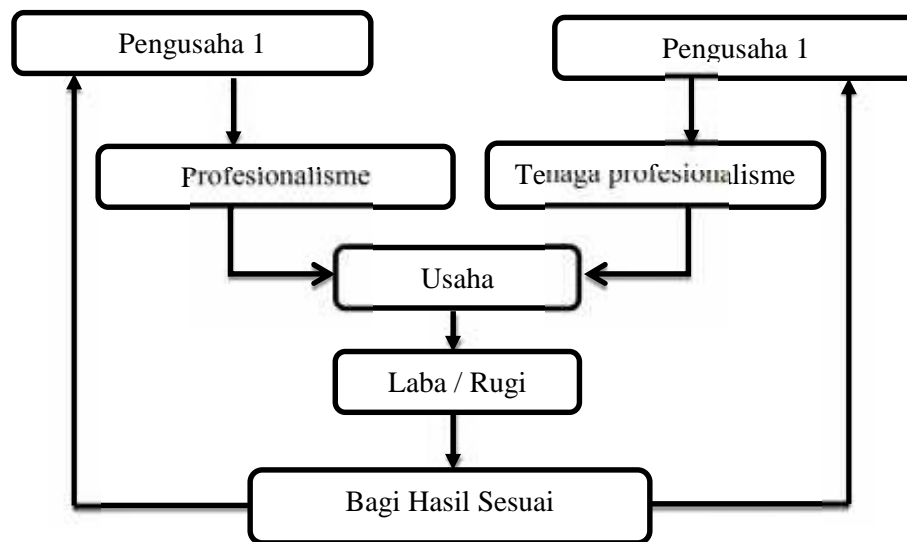 Pengusaha 1
Pengusaha 1
Profesionalisme
Tenaga profesionalisme
Usaha
Laba / Rugi
Bagi Hasil Sesuai